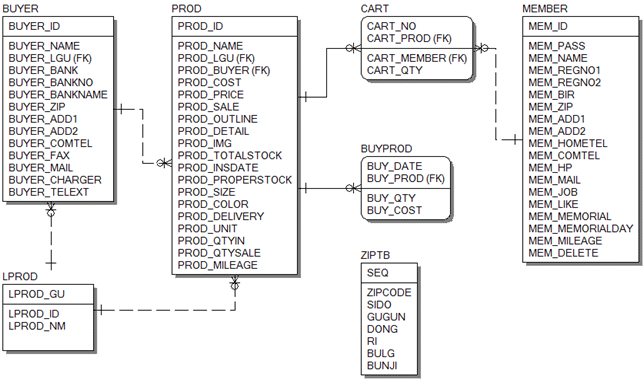 BUYER
BUYER_ID
BUYER_NAME
BUYER_LGU (FK)
BUYER_BANK
BUYER_BANKNO
BUYER_BANKNAME
BUYER_ZIP
BUYER_ADD1
BUYER_ADD2
BUYER_COMTEL
BUYER_FAX
BUYER_MAIL
BUYER_CHARGER
BUYER_TELEXT
LPROD
LPROD_GU
LPROD_ID
LPROD_NM
PROD
PROD_ID
PROD_NAME
PROD_LGU (FK)
PROD_BUYER (FK)
PROD_COST
PROD_PRICE
PROD_SALE
PROD_OUTLINE
PROD_DETAIL
PROD_IMG
PROD_TOTALSTOCK
PROD_INSDATE
PROD_PROPERSTOCK
PROD_SIZE
PROD_COLOR
PROD_DELIVERY
PROD_UNIT
PROD_QTYIN
PROD_QTYSALE
PROD_MILEAGE
CART
CART_NO
CART_PROD (FK)
CART_MEMBER (FK)
CART_QTY
BUYPROD
BUY_DATE
BUY_PROD (FK)
BUY_QTY
BUY_COST
ZIPTB
SEQ
ZIPCODE
SIDO
GUGUN
DONG
RI
BULG
BUNJI
MEMBER
MEM_ID
MEM_PASS
MEM_NAME
MEM_REGNO1
MEM_REGNO2
MEM_BIR
MEM_ZIP
MEM_ADD1
MEM_ADD2
MEM_HOMETEL
MEM_COMTEL
MEM_HP
MEM_MAIL
MEM_JOB
MEM_LIKE
MEM_MEMORIAL
MEM_MEMORIALDAY
MEM_MILEAGE
MEM_DELETE